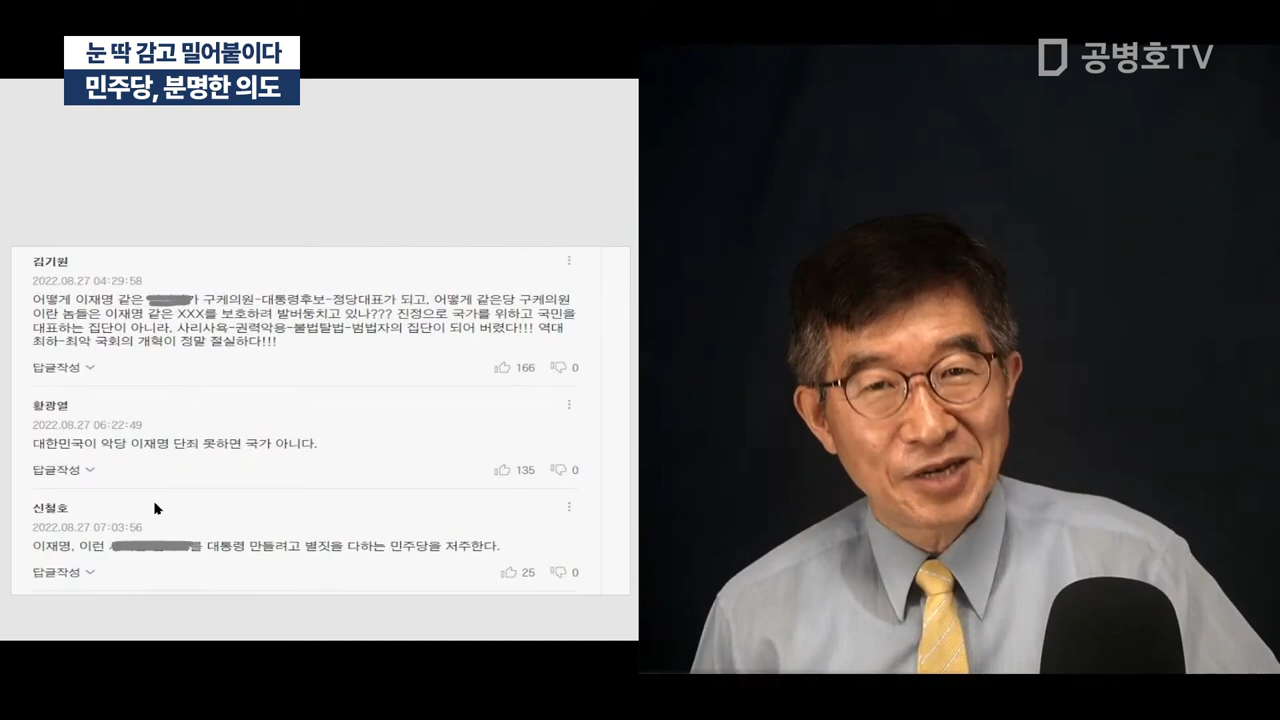 눈 딱 감고 밀어붙이다
민주당, 분명한 의도
공병호TV
김기원
2022.08.27 04:29:58
어떻게 이재명 같은 가 구케의원-대통령후보-정당대표가 되고, 어떻게 같은당 구케의원
이란 놈들은 이재명 같은 XXX를 보호하려 발버둥치고 있나??? 진정으로 국가를 위하고 국민을
대표하는 집단이 아니라, 사리사욕-권력악용-불법탈법-범법자의 집단이 되어 버렸다!!! 역대
최하-최악 국회의 개혁이 정말 절실하다!!!
답글작성
166
0
황광열
2022.08.27 06:22:49
대한민국이 악당 이재명 단죄 못하면 국가 아니다.
답글작성
135
0
신철호
2022.08.27 07:03:56
이재명, 이런 를 대통령 만들려고 별짓을 다하는 민주당을 저주한다.
답글작성
25
0